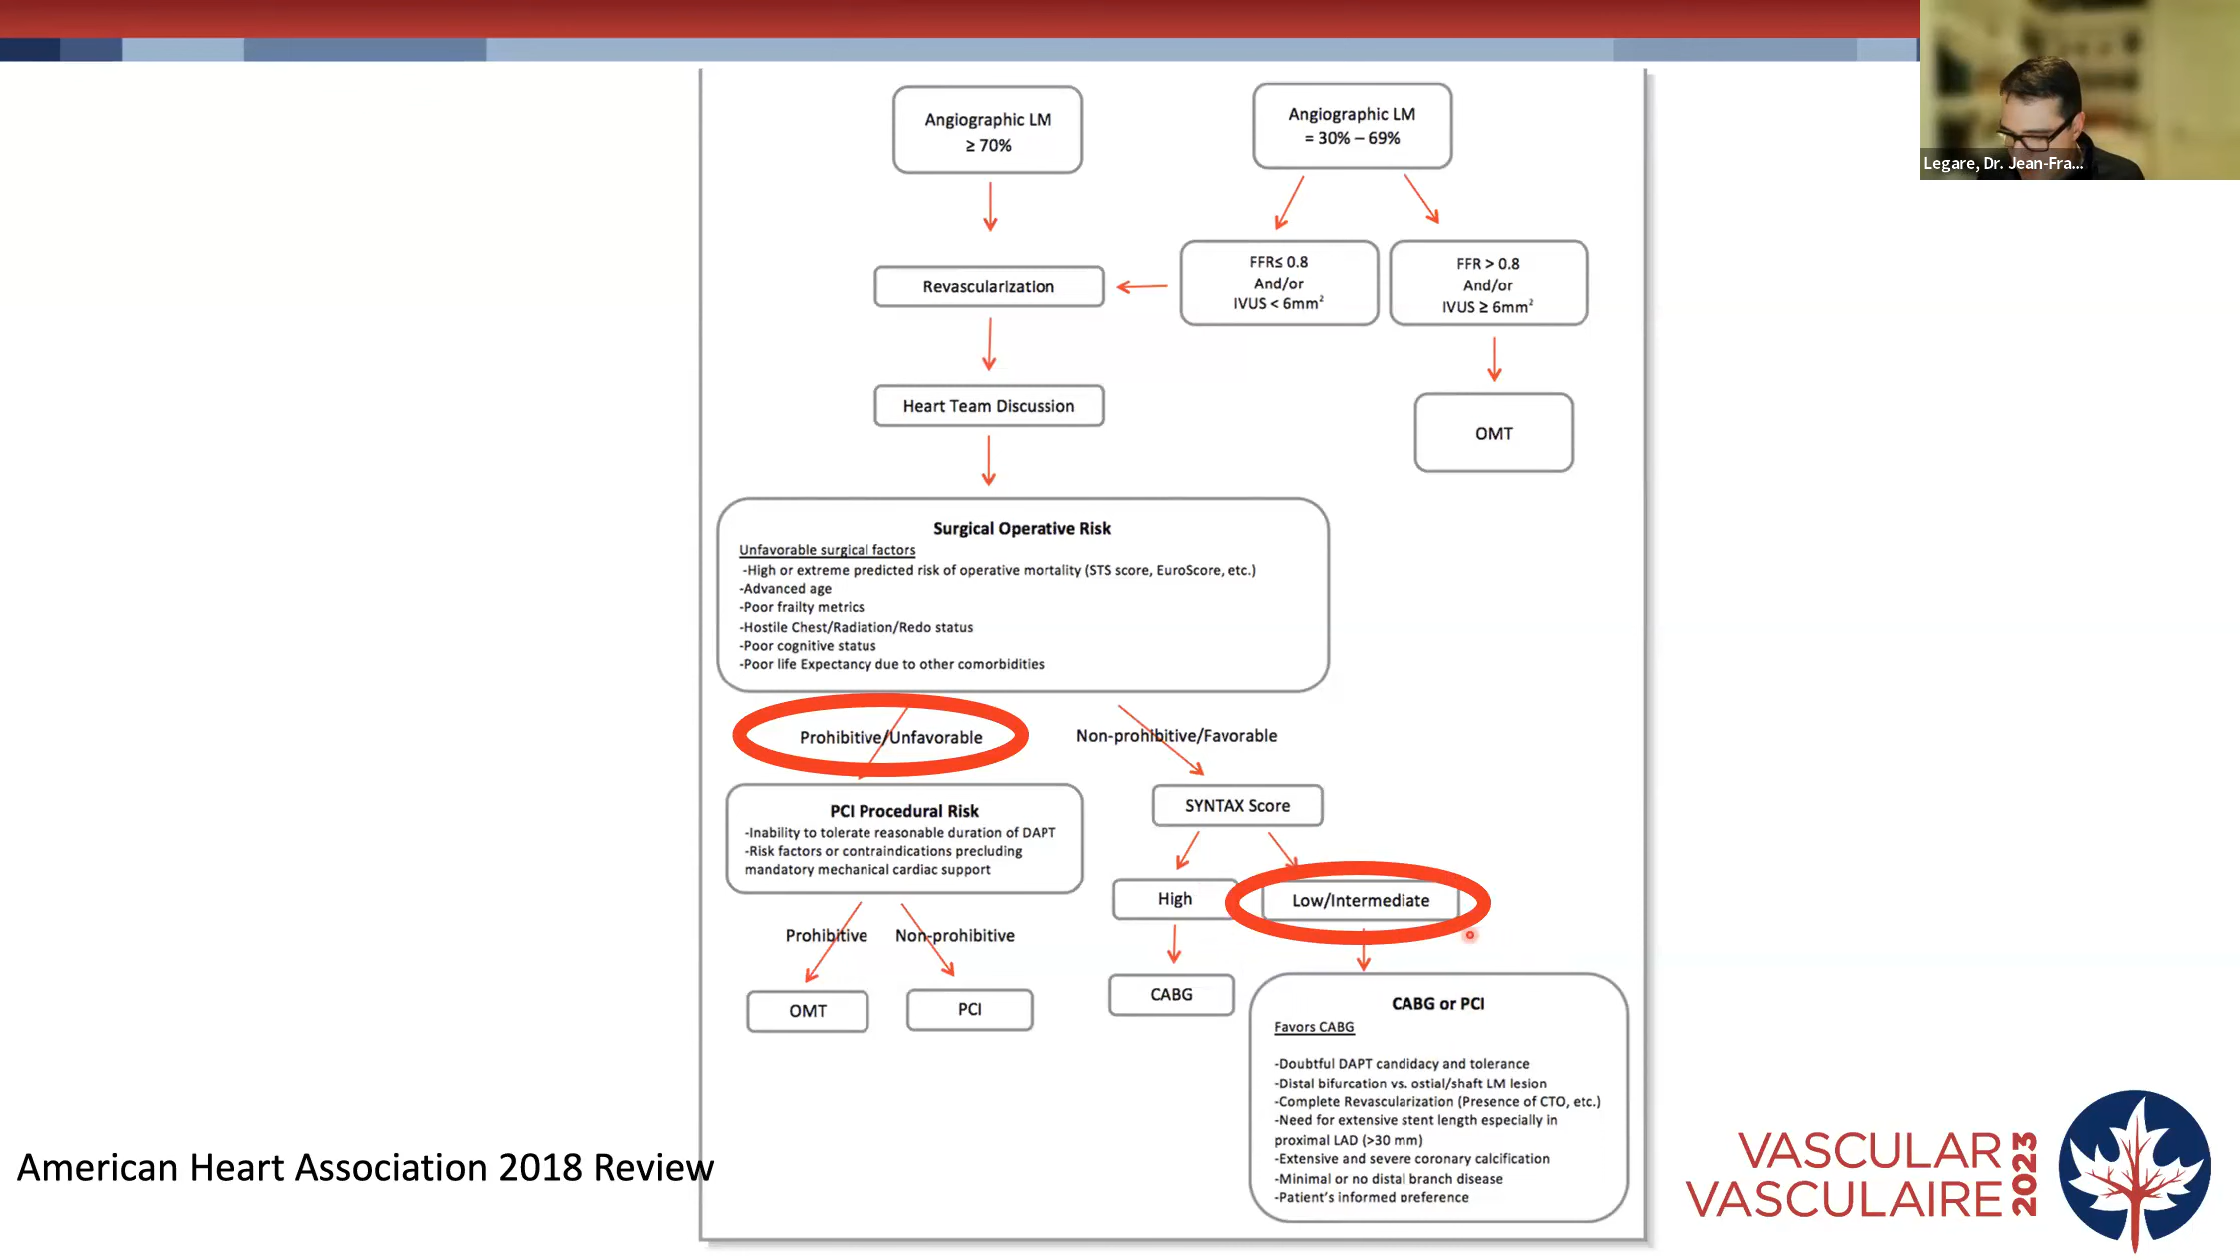 Angiographic LM
≥ 70%
Angiographic LM
= 30% – 69%
Legare, Dr. Jean-Fra...
Revascularization
FFR≤ 0.8
And/or
IVUS < 6mm²
FFR > 0.8
And/or
IVUS ≥ 6mm²
Heart Team Discussion
OMT
Surgical Operative Risk
Unfavorable surgical factors
-High or extreme predicted risk of operative mortality (STS score, EuroScore, etc.)
-Advanced age
-Poor frailty metrics
-Hostile Chest/Radiation/Redo status
-Poor cognitive status
-Poor life Expectancy due to other comorbidities
Prohibitive/Unfavorable
Non-prohibitive/Favorable
PCI Procedural Risk
-Inability to tolerate reasonable duration of DAPT
-Risk factors or contraindications precluding
mandatory mechanical cardiac support
SYNTAX Score
High
Low/Intermediate
Prohibitive
Non-prohibitive
OMT
PCI
CABG
CABG or PCI
Favors CABG
-Doubtful DAPT candidacy and tolerance
-Distal bifurcation vs. ostial/shaft LM lesion
-Complete Revascularization (Presence of CTO, etc.)
-Need for extensive stent length especially in
proximal LAD (>30 mm)
-Extensive and severe coronary calcification
-Minimal or no distal branch disease
-Patient's informed preference
American Heart Association 2018 Review
VASCULAR
VASCULAIRE
2023